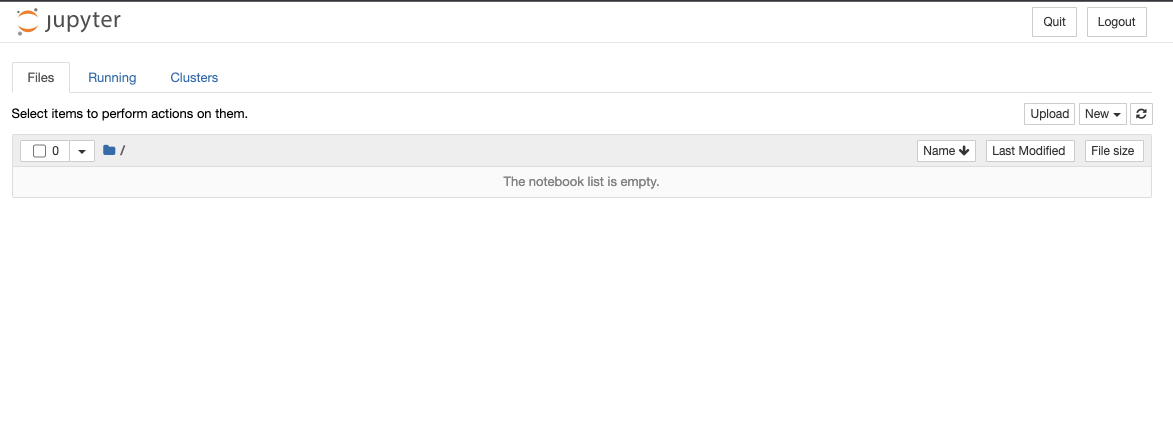 jupyter Quit Logout
Files Running Clusters
Select items to perform actions on them. Upload New
0 / Name Last Modified File size
The notebook list is empty.